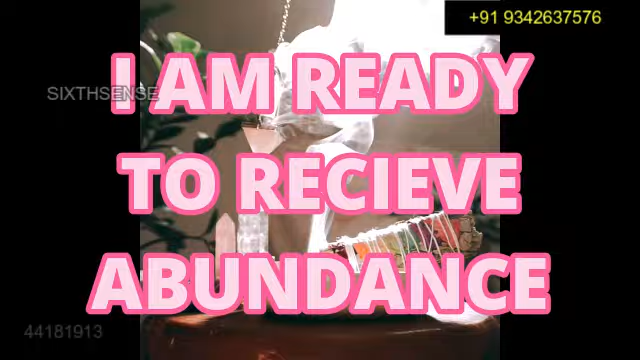 +91 9342637576
I AM READY
SIXTHSENSE
TO RECIEVE
ABUNDANCE
44181913